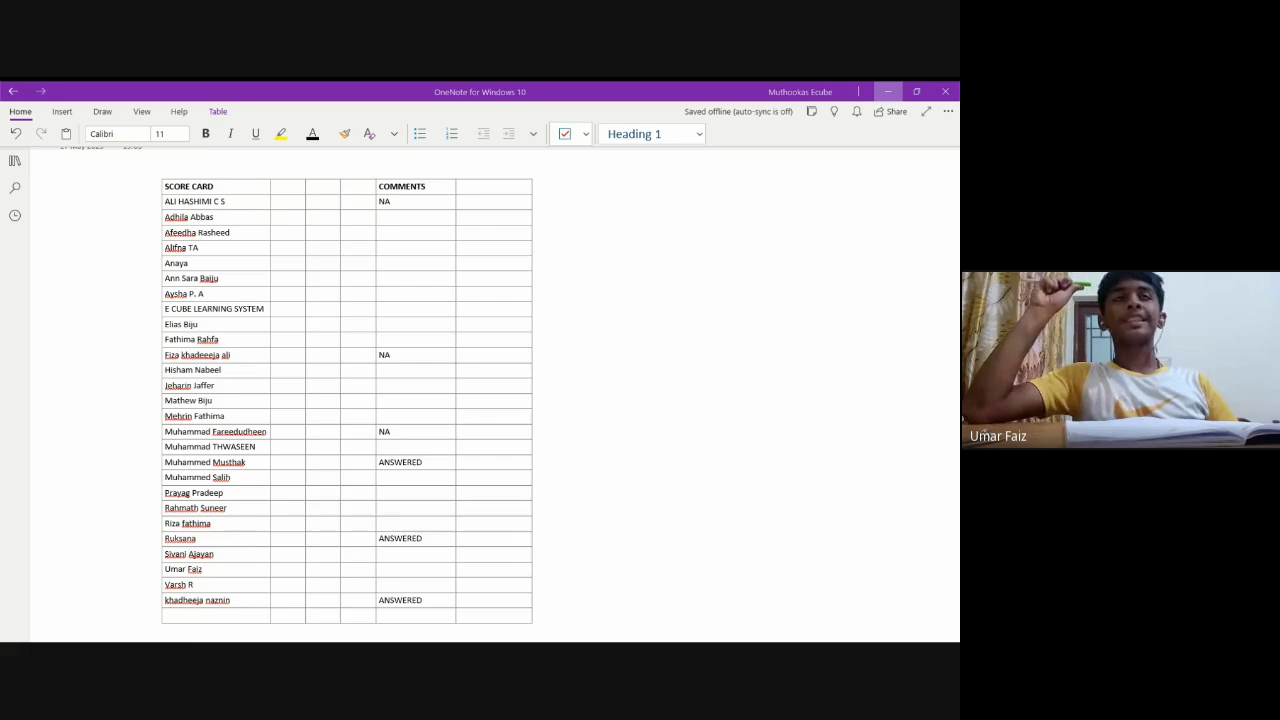 OneNote for Windows 10
Muthookas Ecube
Home Insert Draw View Help Table
Saved offline (auto-sync is off)
Share
Calibri 11 B I U A Heading 1
SCORE CARD COMMENTS
ALI HASHIMI C S NA
Adhila Abbas
Afeedha Rasheed
Alifna TA
Anaya
Ann Sara Baiju
Aysha P. A
E CUBE LEARNING SYSTEM
Elias Biju
Fathima Rahfa
Fiza khadeeeja ali NA
Hisham Nabeel
Jeharin Jaffer
Mathew Biju
Mehrin Fathima
Muhammad Fareedudheen NA
Muhammad THWASEEN
Muhammed Musthak ANSWERED
Muhammed Salih
Prayag Pradeep
Rahmath Suneer
Riza fathima
Ruksana ANSWERED
Sivani Ajayan
Umar Faiz
Varsh R
khadheeja naznin ANSWERED
Umar Faiz